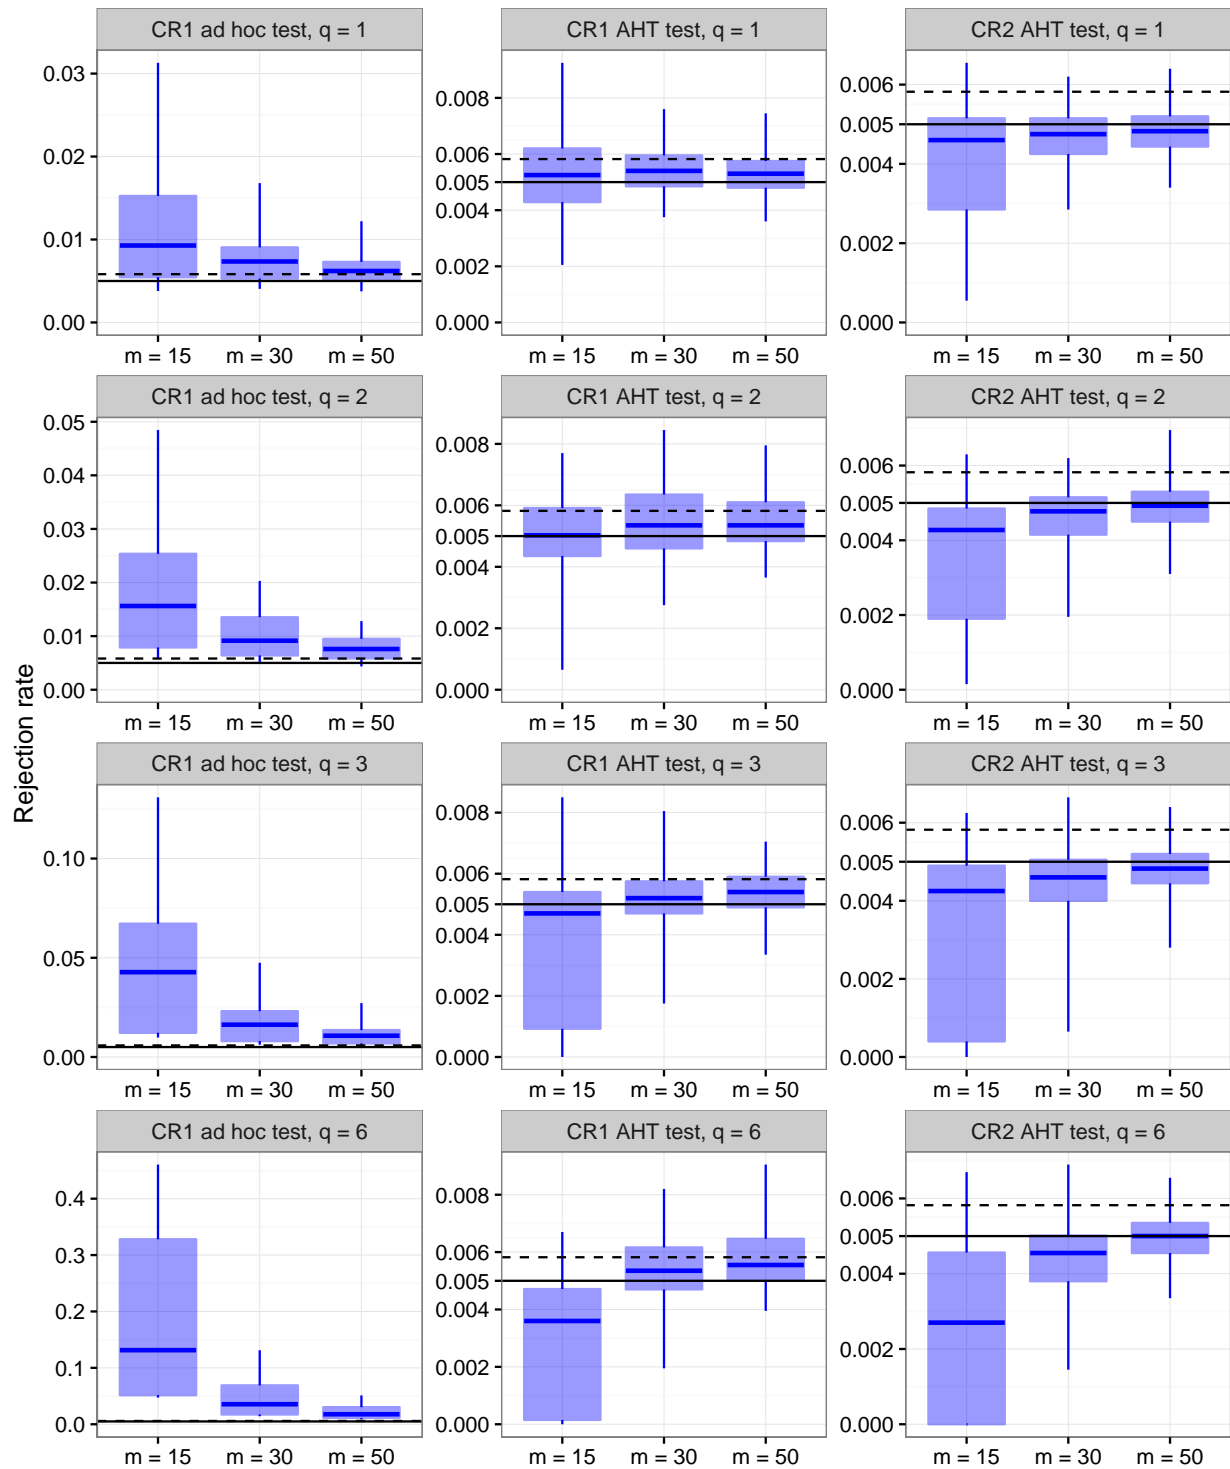 Rejection rate
CR1 ad hoc test, q = 1
0.03
0.02
0.01
0.00
m = 15 m = 30 m = 50
CR1 AHT test, q = 1
0.008
0.006
0.005
0.004
0.002
0.000
m = 15 m = 30 m = 50
CR2 AHT test, q = 1
0.006
0.005
0.004
0.002
0.000
m = 15 m = 30 m = 50
CR1 ad hoc test, q = 2
0.05
0.04
0.03
0.02
0.01
0.00
m = 15 m = 30 m = 50
CR1 AHT test, q = 2
0.008
0.006
0.005
0.004
0.002
0.000
m = 15 m = 30 m = 50
CR2 AHT test, q = 2
0.006
0.005
0.004
0.002
0.000
m = 15 m = 30 m = 50
CR1 ad hoc test, q = 3
0.10
0.05
0.00
m = 15 m = 30 m = 50
CR1 AHT test, q = 3
0.008
0.006
0.005
0.004
0.002
0.000
m = 15 m = 30 m = 50
CR2 AHT test, q = 3
0.006
0.005
0.004
0.002
0.000
m = 15 m = 30 m = 50
CR1 ad hoc test, q = 6
0.4
0.3
0.2
0.1
0.0
m = 15 m = 30 m = 50
CR1 AHT test, q = 6
0.008
0.006
0.005
0.004
0.002
0.000
m = 15 m = 30 m = 50
CR2 AHT test, q = 6
0.006
0.005
0.004
0.002
0.000
m = 15 m = 30 m = 50